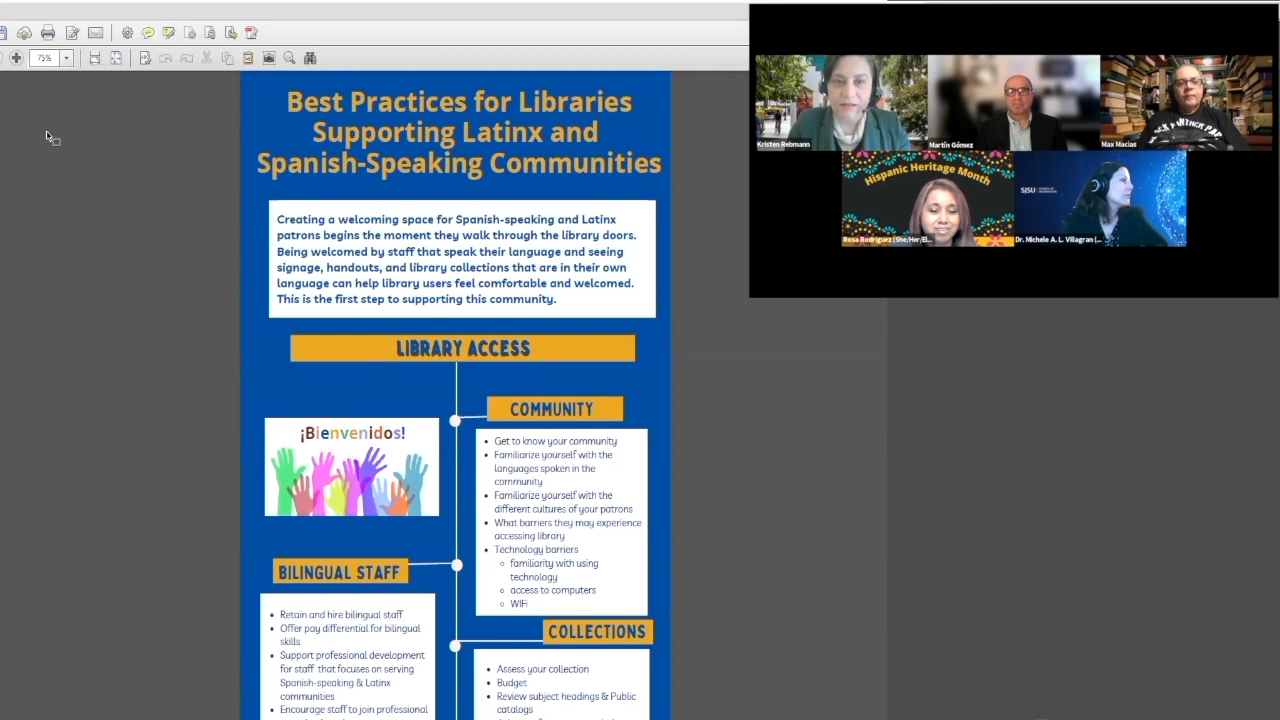 75%
Best Practices for Libraries
Supporting Latinx and
Spanish-Speaking Communities
Creating a welcoming space for Spanish-speaking and Latinx
patrons begins the moment they walk through the library doors.
Being welcomed by staff that speak their language and seeing
signage, handouts, and library collections that are in their own
language can help library users feel comfortable and welcomed.
This is the first step to supporting this community.
LIBRARY ACCESS
¡Bienvenidos!
COMMUNITY
Get to know your community
Familiarize yourself with the
languages spoken in the
community
Familiarize yourself with the
different cultures of your patrons
What barriers they may experience
accessing library
Technology barriers
familiarity with using
technology
access to computers
WIFi
BILINGUAL STAFF
Retain and hire bilingual staff
Offer pay differential for bilingual
skills
Support professional development
for staff that focuses on serving
Spanish-speaking & Latinx
communities
Encourage staff to join professional
COLLECTIONS
Assess your collection
Budget
Review subject headings & Public
catalogs
Kristen Rebmann
Martín Gómez
Max Macias
Hispanic Heritage Month
Rosa Rodriguez (She/Her/El...
SJSU
Dr. Michele A. L. Villagran (...